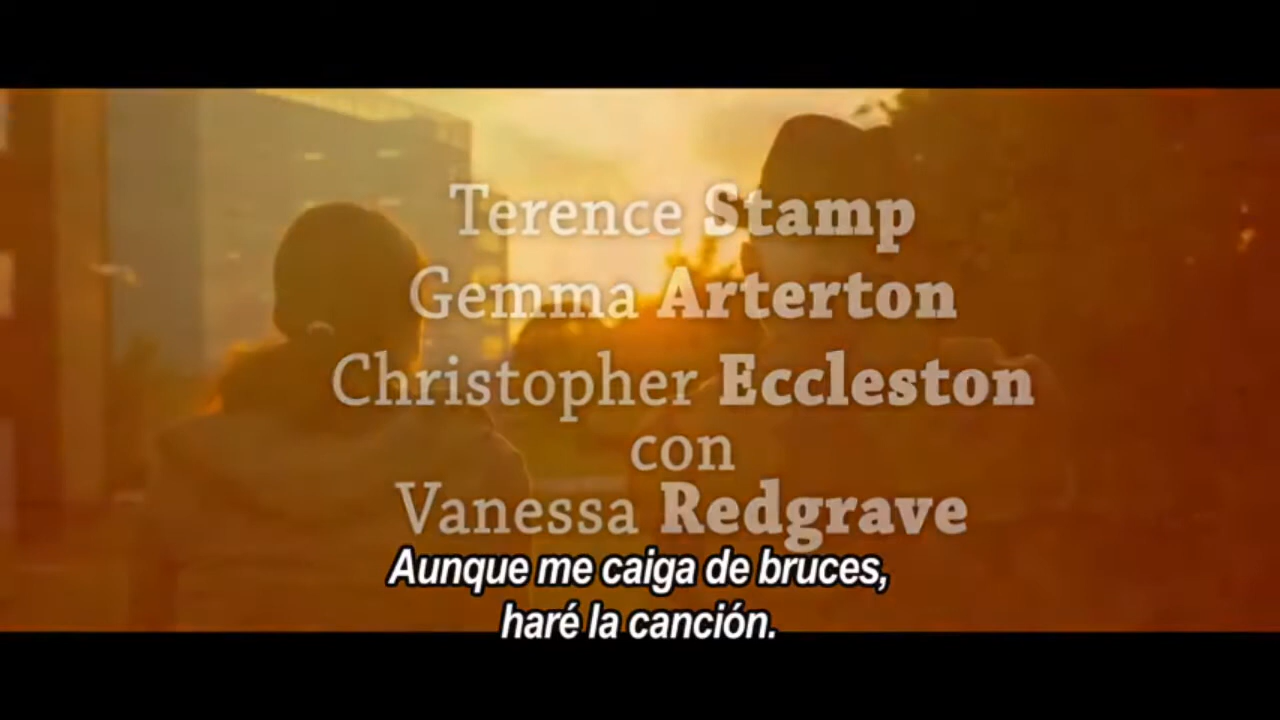 Terence Stamp
Gemma Arterton
Christopher Eccleston
con
Vanessa Redgrave
Aunque me caiga de bruces,
haré la canción.